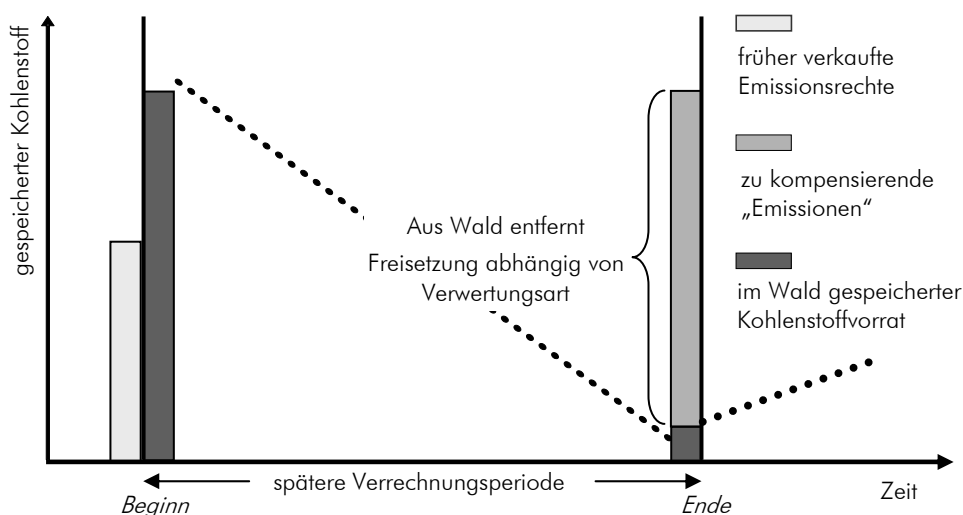 gespeicherter Kohlenstoff
früher verkaufte
Emissionsrechte
zu kompensierende
„Emissionen“
im Wald gespeicherter
Kohlenstoffvorrat
Aus Wald entfernt
Freisetzung abhängig von
Verwertungsart
spätere Verrechnungsperiode
Beginn
Ende
Zeit